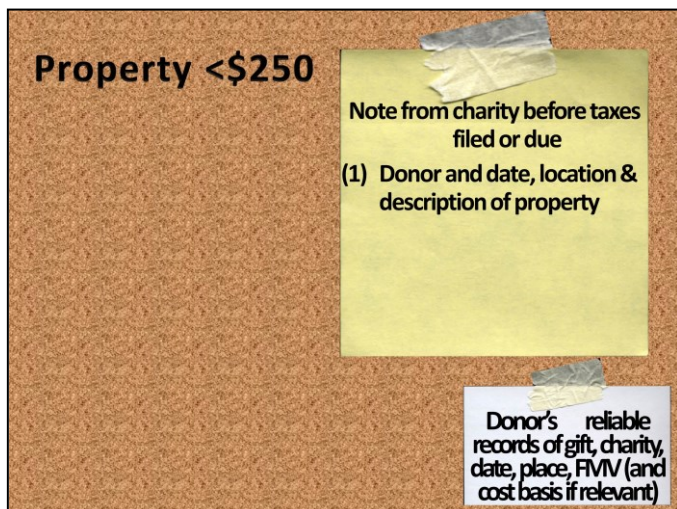 Property <$250
Note from charity before taxes
filed or due
(1) Donor and date, location &
description of property
Donor's reliable
records of gift, charity,
date, place, FMV (and
cost basis if relevant)